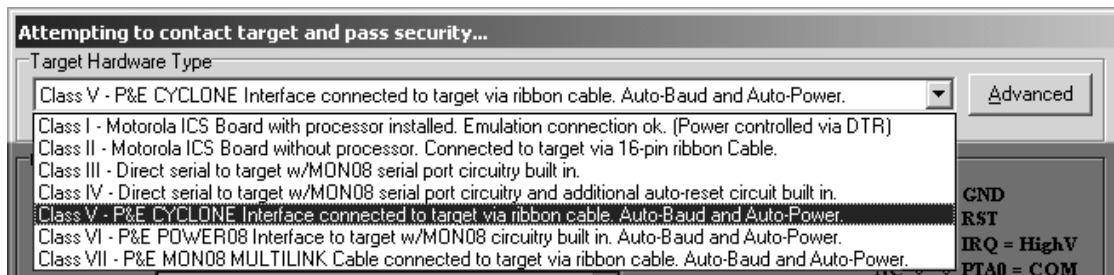 Attempting to contact target and pass security...
Target Hardware Type
Class V - P&E CYCLONE Interface connected to target via ribbon cable. Auto-Baud and Auto-Power.
Advanced
Class I - Motorola ICS Board with processor installed. Emulation connection ok. (Power controlled via DTR)
Class II - Motorola ICS Board without processor. Connected to target via 16-pin ribbon Cable.
Class III - Direct serial to target w/MON08 serial port circuitry built in.
Class IV - Direct serial to target w/MON08 serial port circuitry and additional auto-reset circuit built in.
Class V - P&E CYCLONE Interface connected to target via ribbon cable. Auto-Baud and Auto-Power.
Class VI - P&E POWER08 Interface to target w/MON08 circuitry built in. Auto-Baud and Auto-Power.
Class VII - P&E MON08 MULTILINK Cable connected to target via ribbon cable. Auto-Baud and Auto-Power.
GND
RST
IRQ = HighV
PTA0 = COM